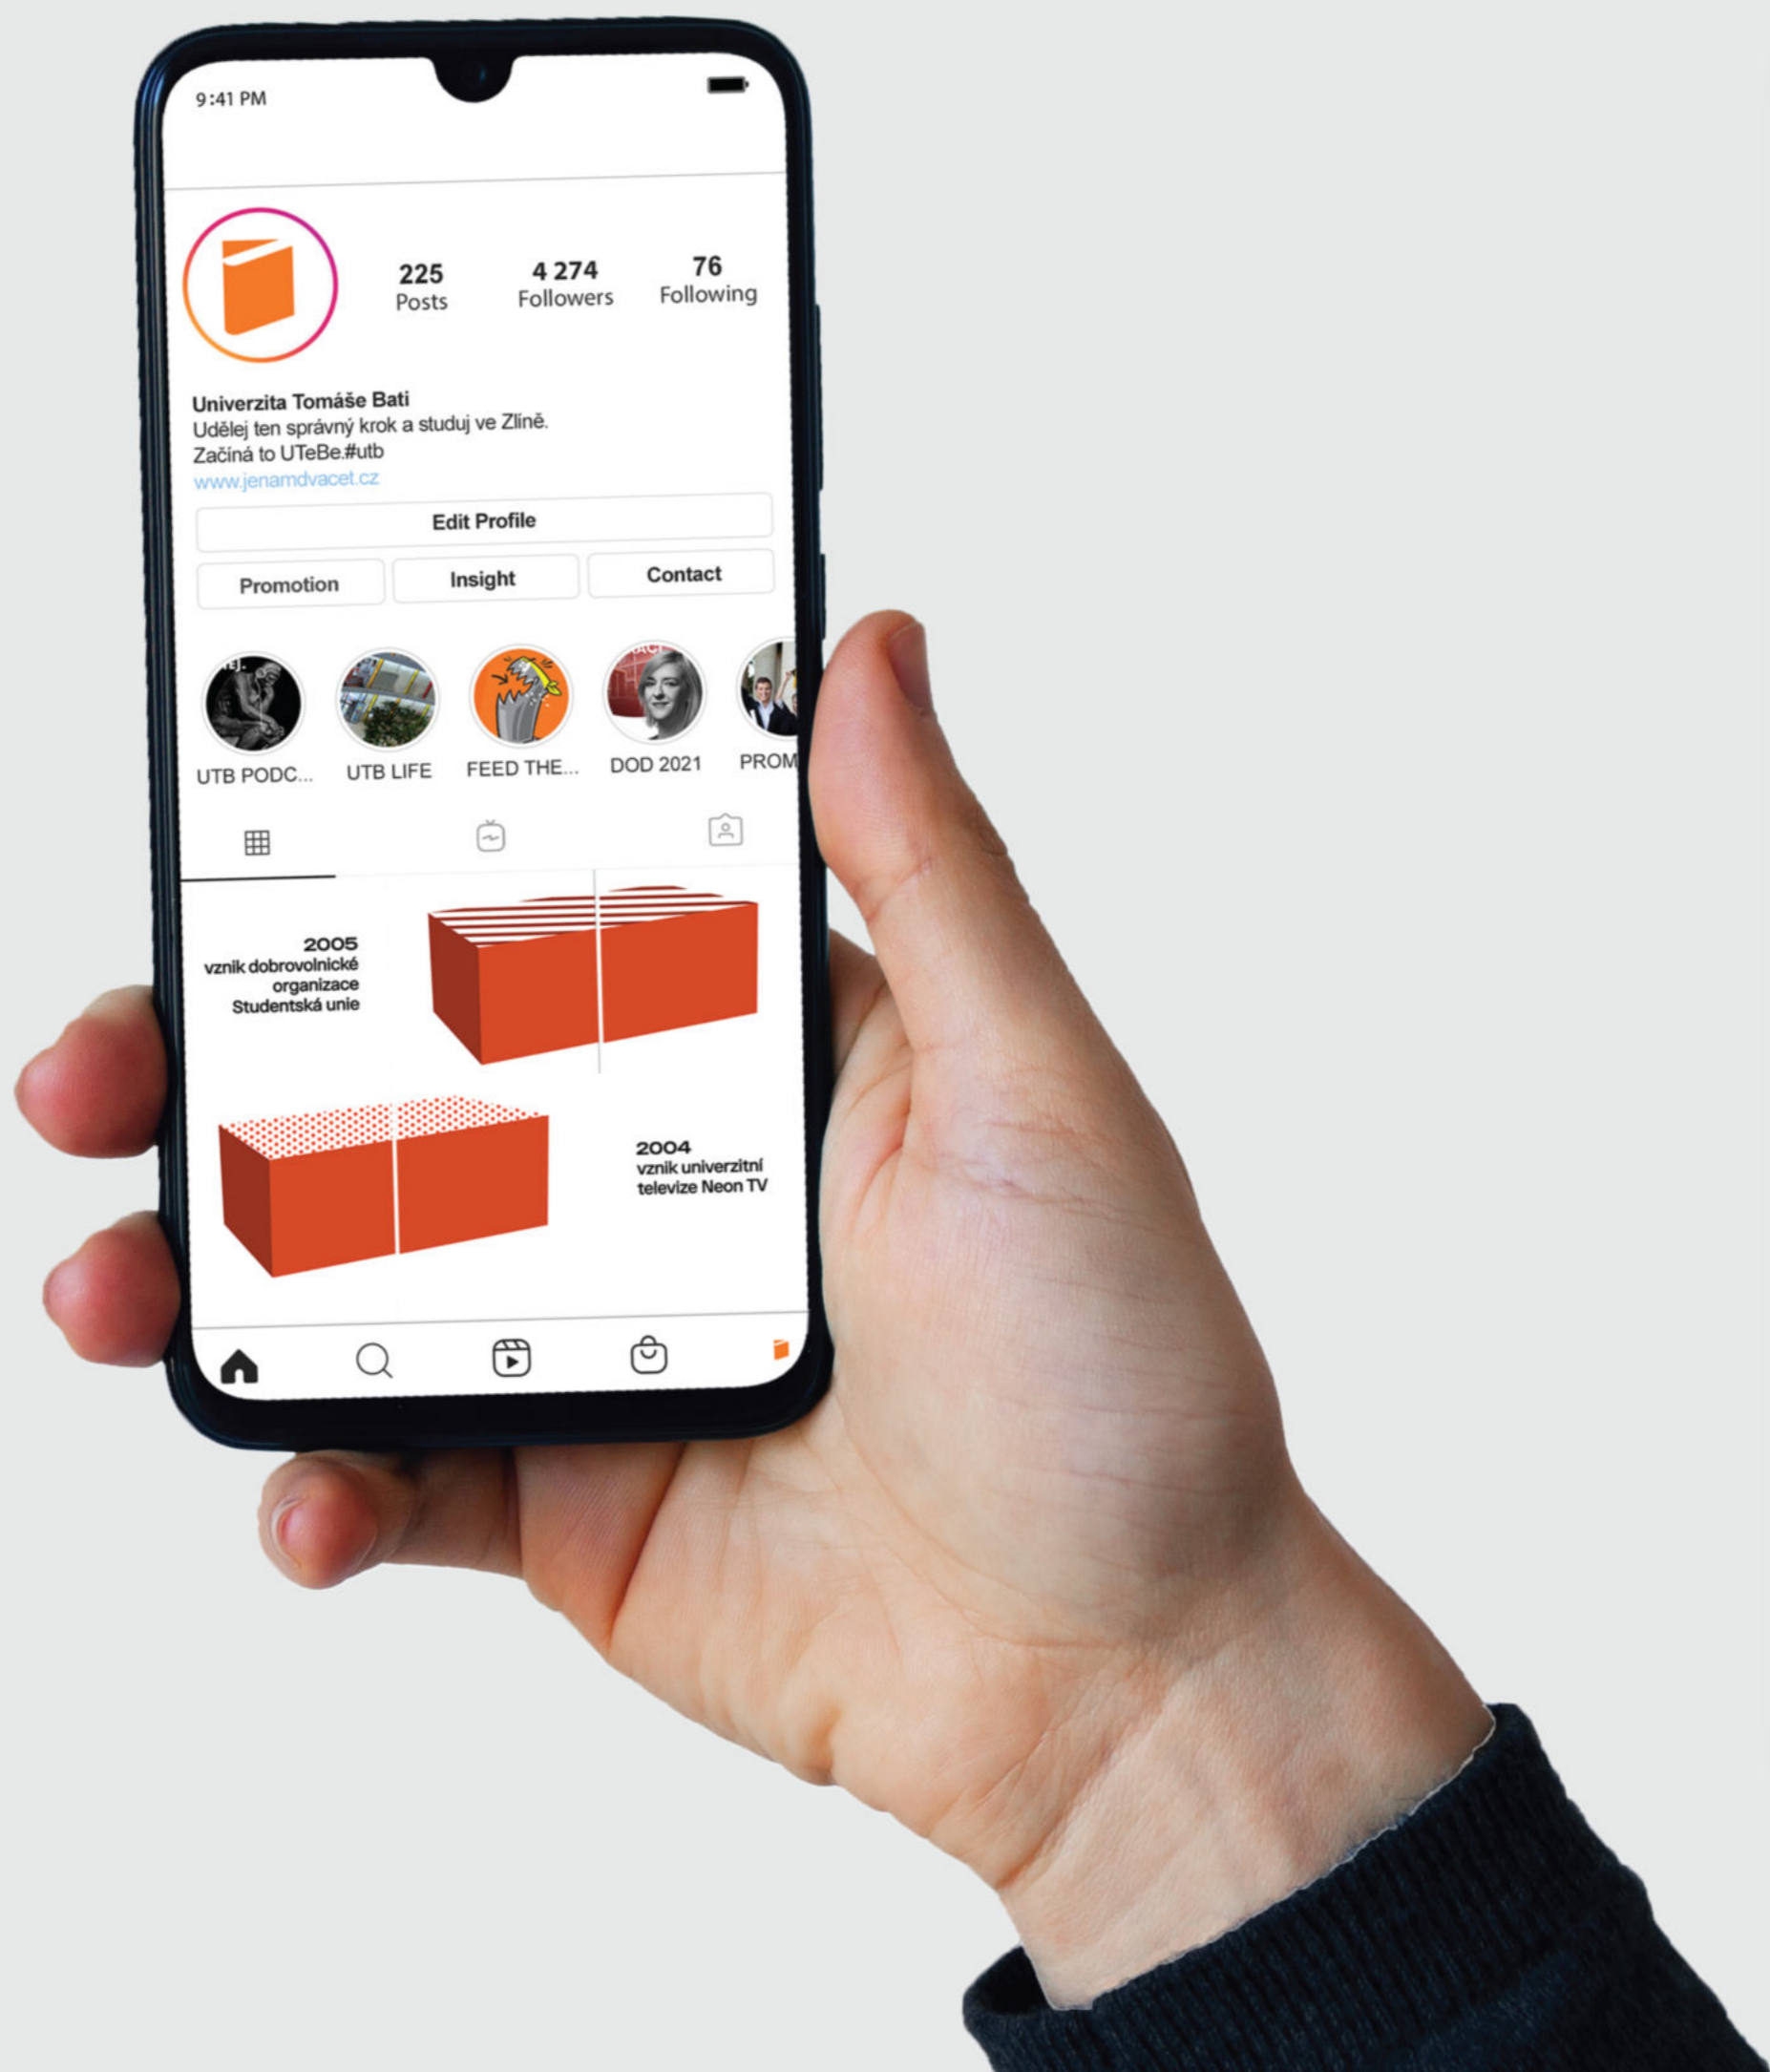 9:41 PM
225
Posts
4 274
Followers
76
Following
Univerzita Tomáše Bati
Udělej ten správný krok a studuj ve Zlíně.
Začíná to UTeBe.#utb
www.jenamdvacet.cz
Edit Profile
Promotion
Insight
Contact
EJ.
ACI
UTB PODC...
UTB LIFE
FEED THE...
DOD 2021
PROM
2005
vznik dobrovolnické
organizace
Studentská unie
2004
vznik univerzitní
televize Neon TV